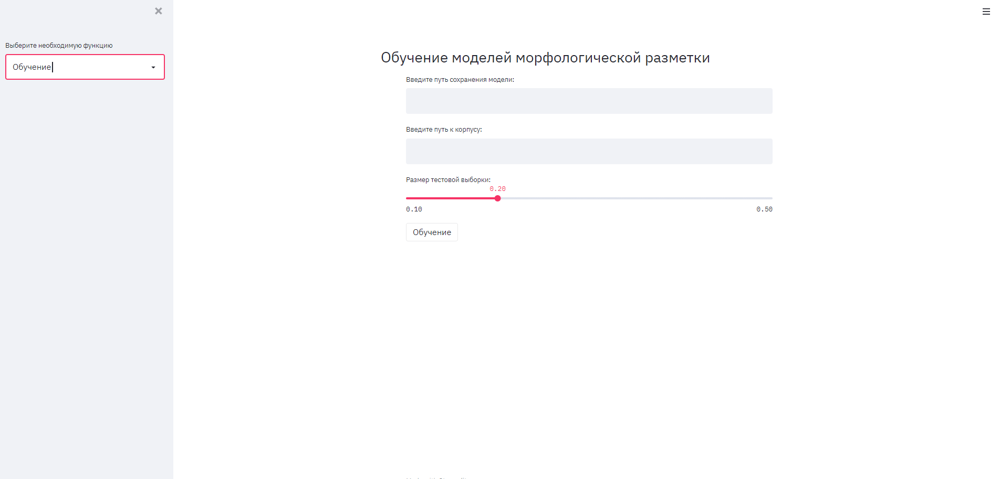 Выберите необходимую функцию
Обучение
Обучение моделей морфологической разметки
Введите путь сохранения модели:
Введите путь к корпусу:
Размер тестовой выборки:
0.20
0.10
0.50
Обучение